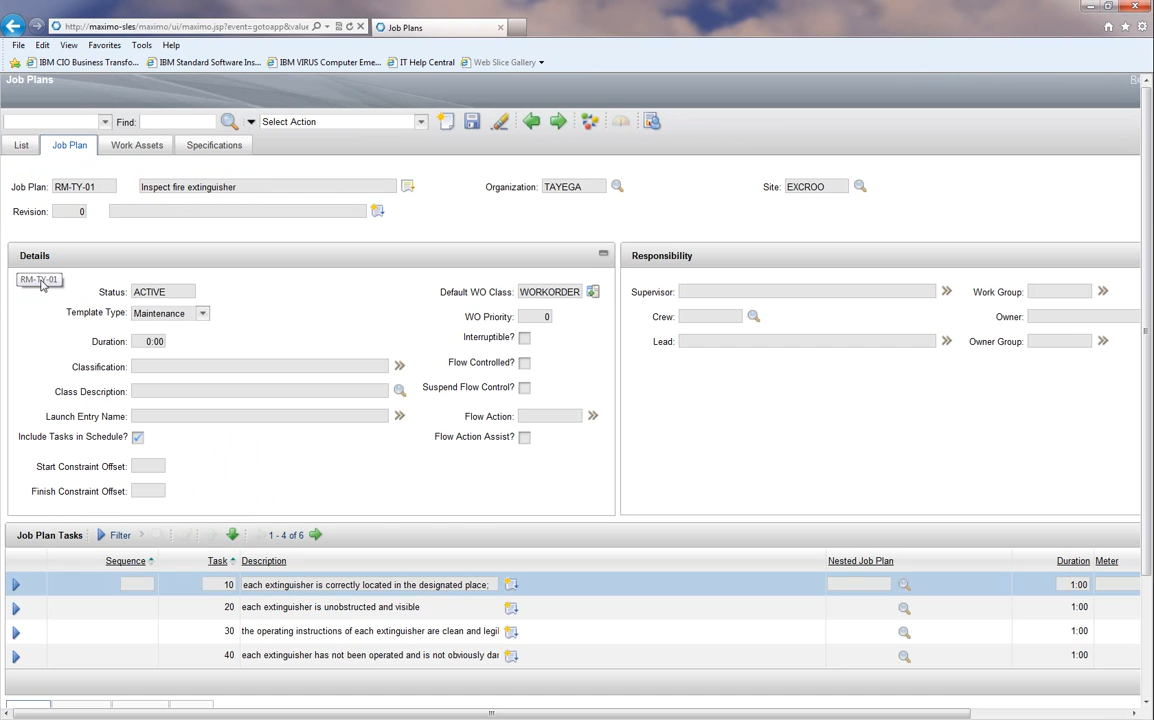 http://maximo-sles/maximo/ui/maximo.jsp?event=gotoapp&value
Job Plans
File Edit View Favorites Tools Help
IBM CIO Business Transfo... IBM Standard Software Ins... IBM VIRUS Computer Eme... IT Help Central Web Slice Gallery
Job Plans
Find: Select Action
List Job Plan Work Assets Specifications
Job Plan: RM-TY-01 Inspect fire extinguisher Organization: TAYEGA Site: EXCROO
Revision: 0
Details Responsibility
RM-TY-01
Status: ACTIVE Default WO Class: WORKORDER Supervisor: Work Group:
Template Type: Maintenance WO Priority: 0 Crew: Owner:
Duration: 0:00 Interruptible? Lead: Owner Group:
Classification: Flow Controlled?
Class Description: Suspend Flow Control?
Launch Entry Name: Flow Action:
Include Tasks in Schedule? Flow Action Assist?
Start Constraint Offset:
Finish Constraint Offset:
Job Plan Tasks Filter 1 - 4 of 6
Sequence Task Description Nested Job Plan Duration Meter
10 each extinguisher is correctly located in the designated place; 1:00
20 each extinguisher is unobstructed and visible 1:00
30 the operating instructions of each extinguisher are clean and legil 1:00
40 each extinguisher has not been operated and is not obviously dar 1:00